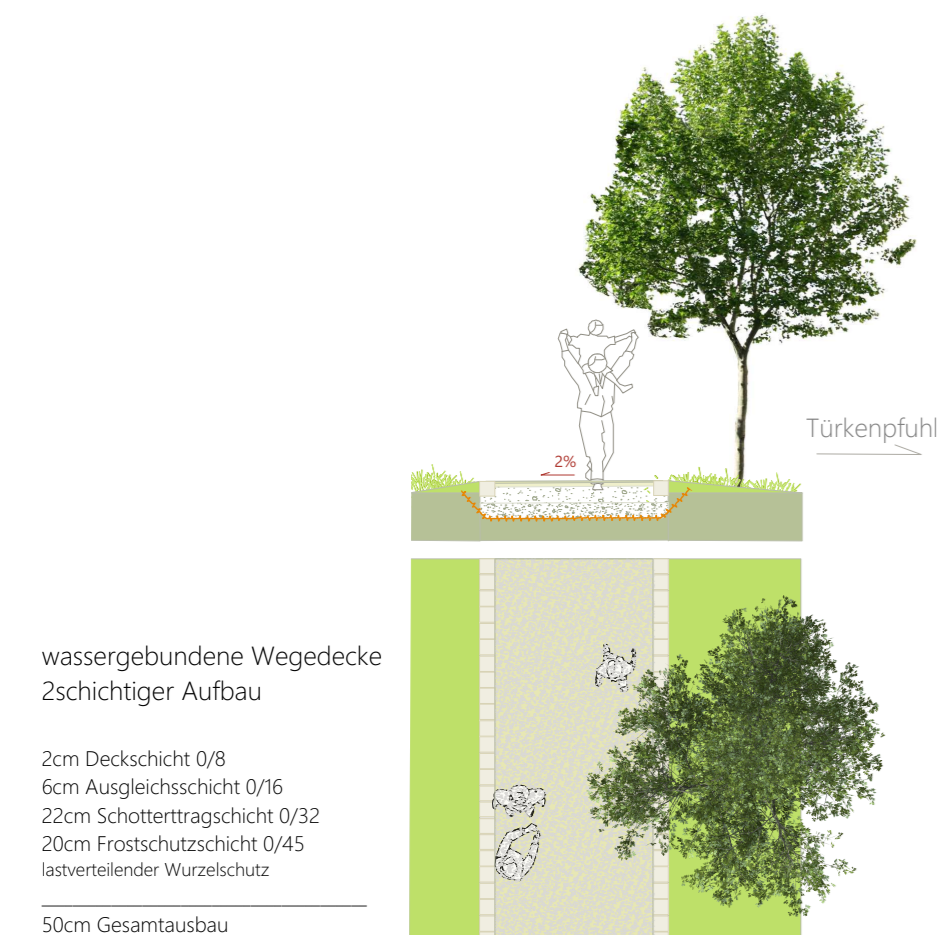 Türkenpfuhl
2%
wassergebundene Wegedecke
2schichtiger Aufbau
2cm Deckschicht 0/8
6cm Ausgleichsschicht 0/16
22cm Schotterttragschicht 0/32
20cm Frostschutzschicht 0/45
lastverteilender Wurzelschutz
50cm Gesamtausbau